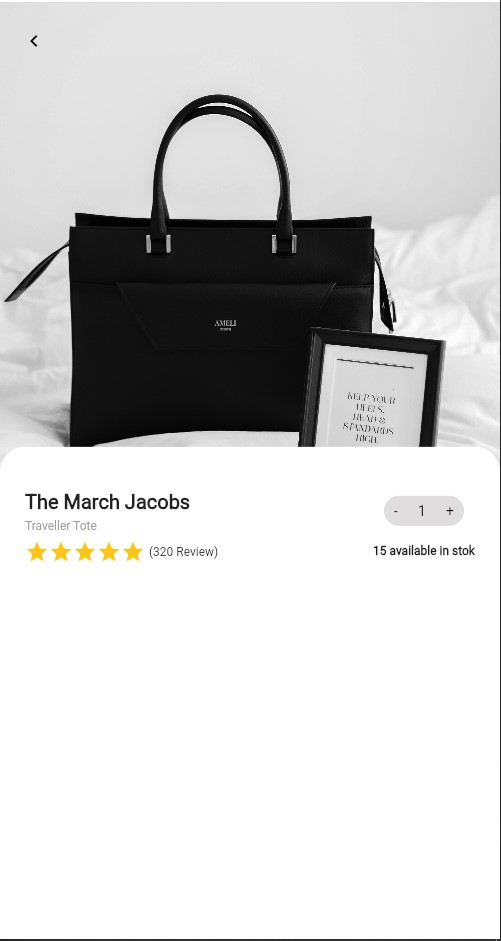 AMELI
KEEP YOUR
HEELS,
HEAD &
STANDARDS
HIGH.
The March Jacobs
- 1 +
Traveller Tote
(320 Review)
15 available in stok